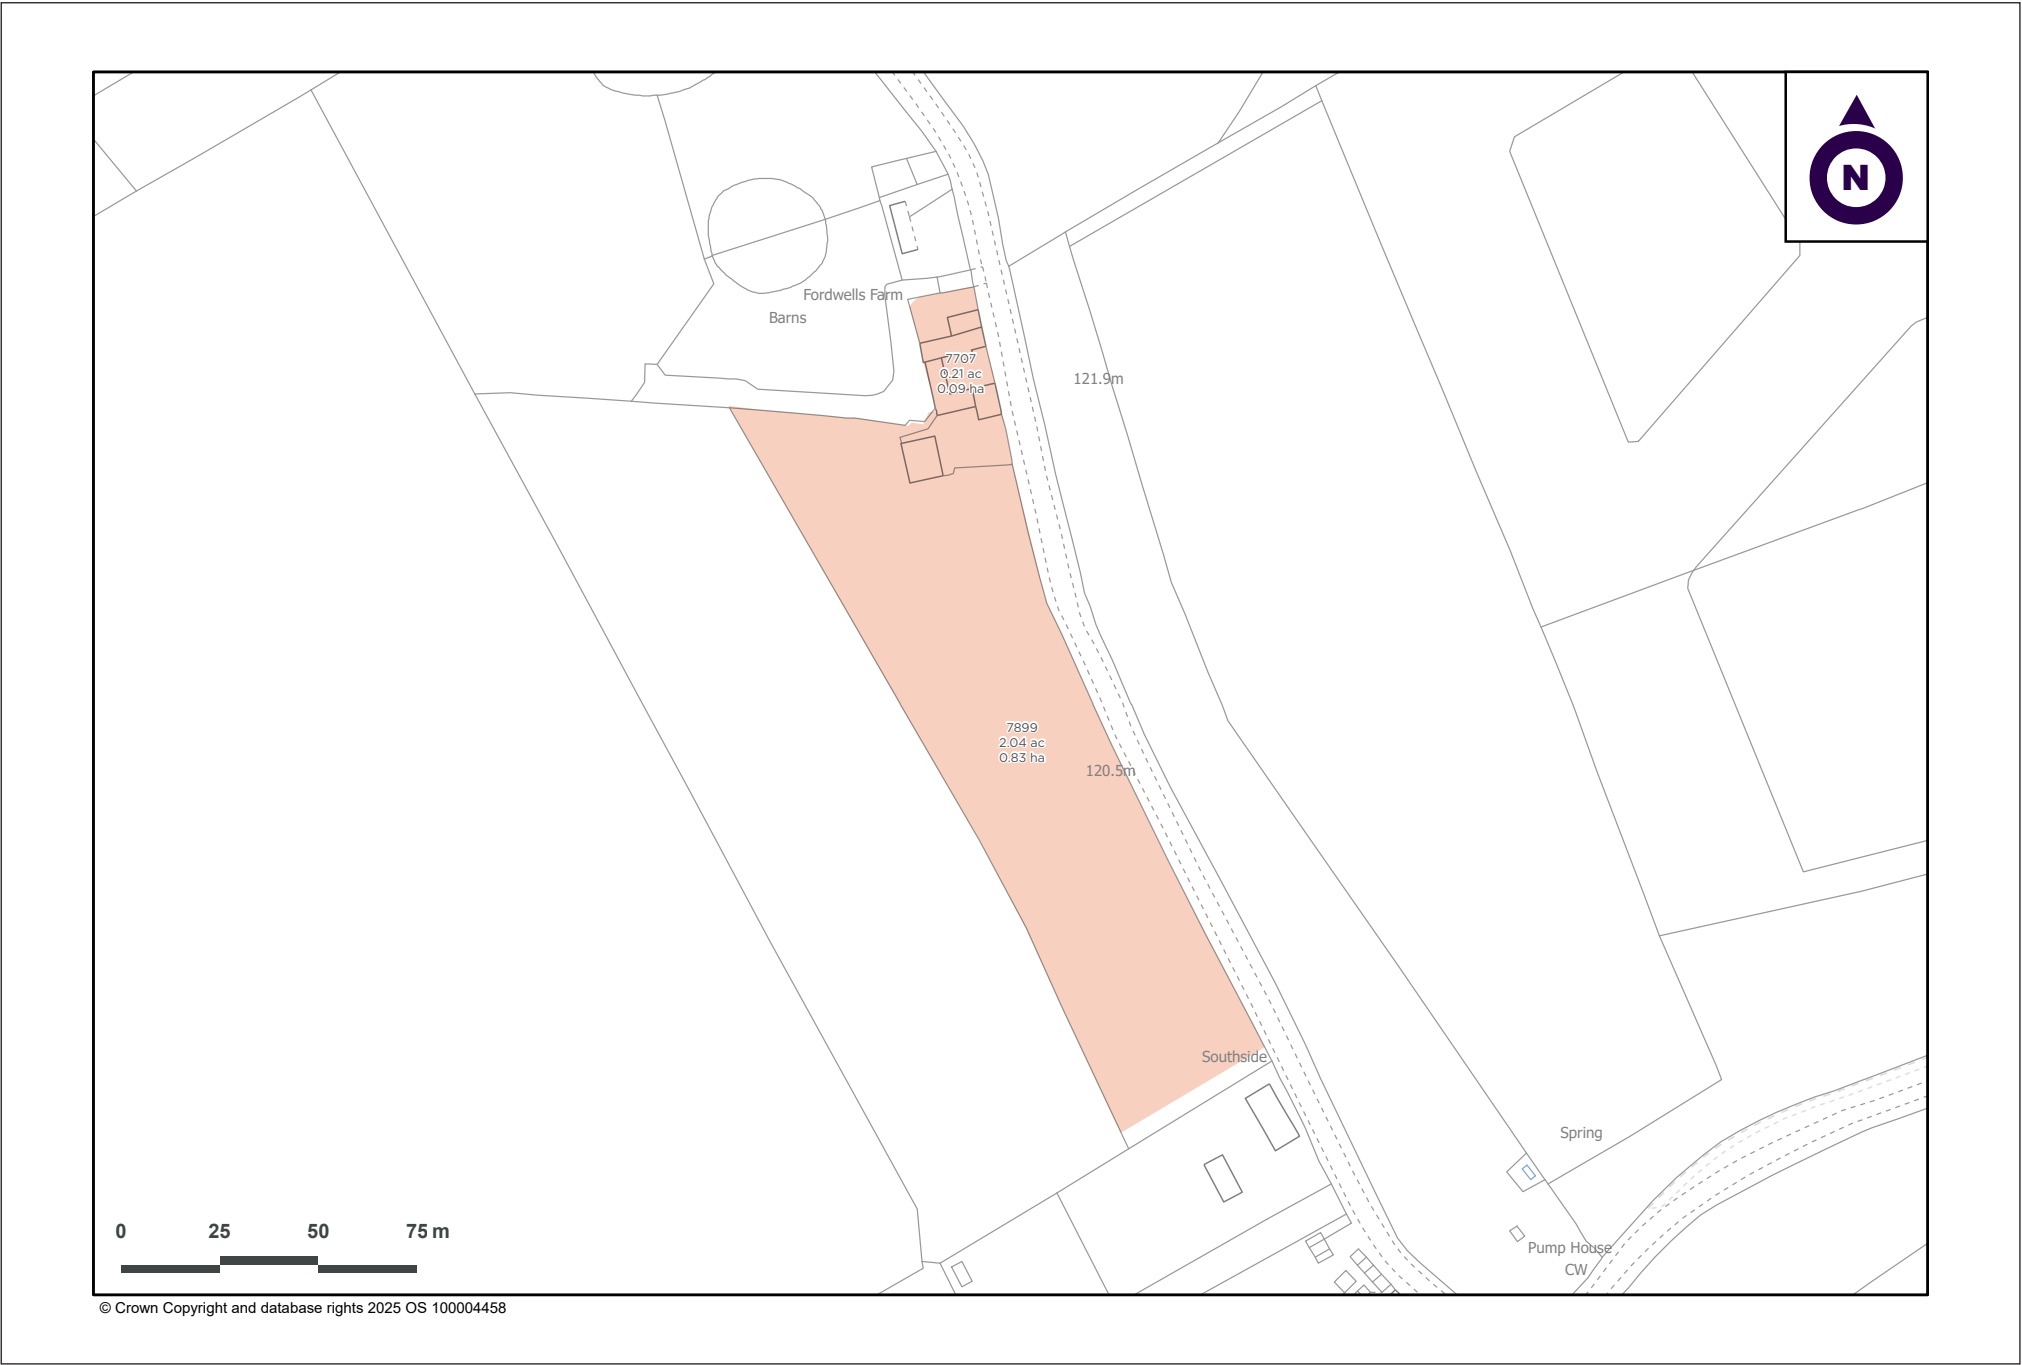 N
Fordwells Farm
Barns
7707
0.21 ac
0.09 ha
121.9m
7899
2.04 ac
0.83 ha
120.5m
Southside
Spring
Pump House
CW
0 25 50 75 m
© Crown Copyright and database rights 2025 OS 100004458